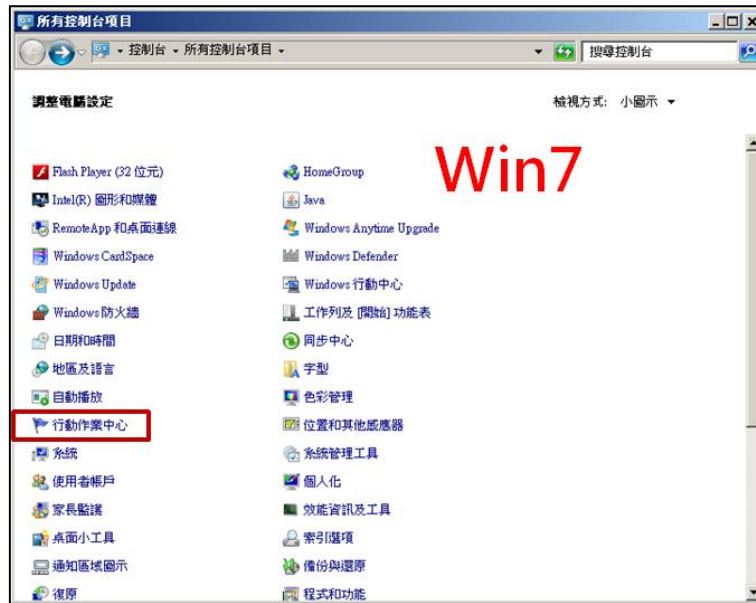 所有控制台項目
控制台 所有控制台項目
搜尋控制台
調整電腦設定
檢視方式: 小圖示
Win7
Flash Player (32 位元)
HomeGroup
Intel(R) 圖形和媒體
Java
RemoteApp 和桌面連線
Windows Anytime Upgrade
Windows CardSpace
Windows Defender
Windows Update
Windows 行動中心
Windows 防火牆
工作列及 [開始] 功能表
日期和時間
同步中心
地區及語言
字型
自動播放
色彩管理
行動作業中心
位置和其他感應器
系統
系統管理工具
使用者帳戶
個人化
家長監護
效能資訊及工具
桌面小工具
索引選項
通知區域圖示
備份與還原
復原
程式和功能